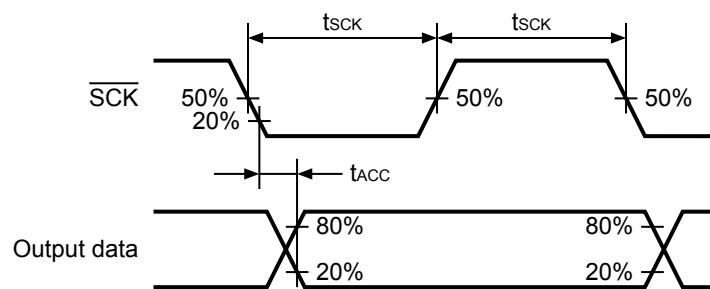 tSCK tSCK
SCK 50% 50% 50%
20%
tACC
80% 80%
Output data
20% 20%